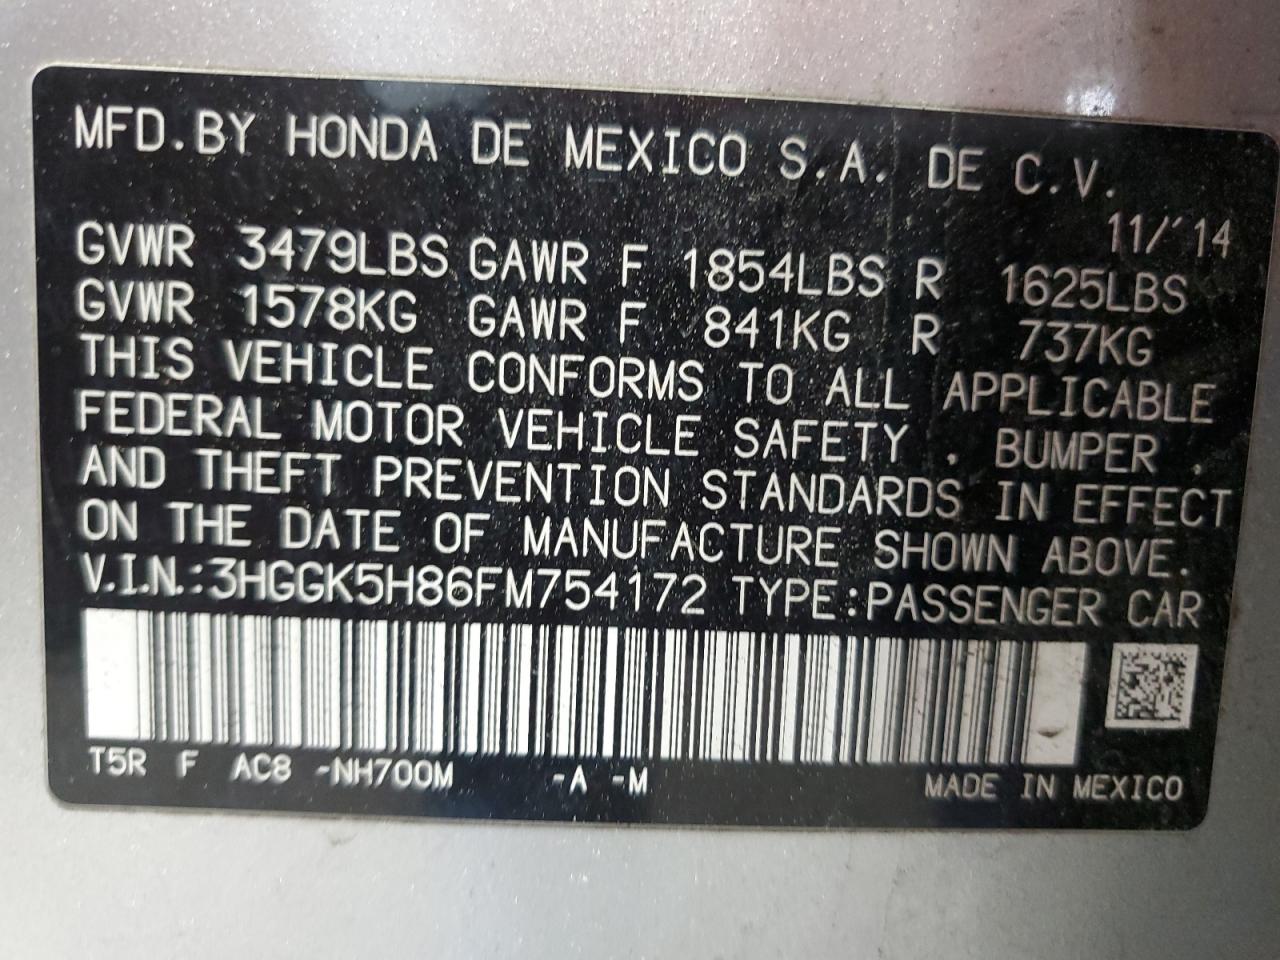 MFD.BY HONDA DE MEXICO S.A. DE C.V.
11/'14
GVWR 3479LBS GAWR F 1854LBS R 1625LBS
GVWR 1578KG GAWR F 841KG R 737KG
THIS VEHICLE CONFORMS TO ALL APPLICABLE
FEDERAL MOTOR VEHICLE SAFETY , BUMPER ,
AND THEFT PREVENTION STANDARDS IN EFFECT
ON THE DATE OF MANUFACTURE SHOWN ABOVE.
V.I.N.:3HGGK5H86FM754172 TYPE:PASSENGER CAR
T5R F AC8 -NH700M -A -M MADE IN MEXICO